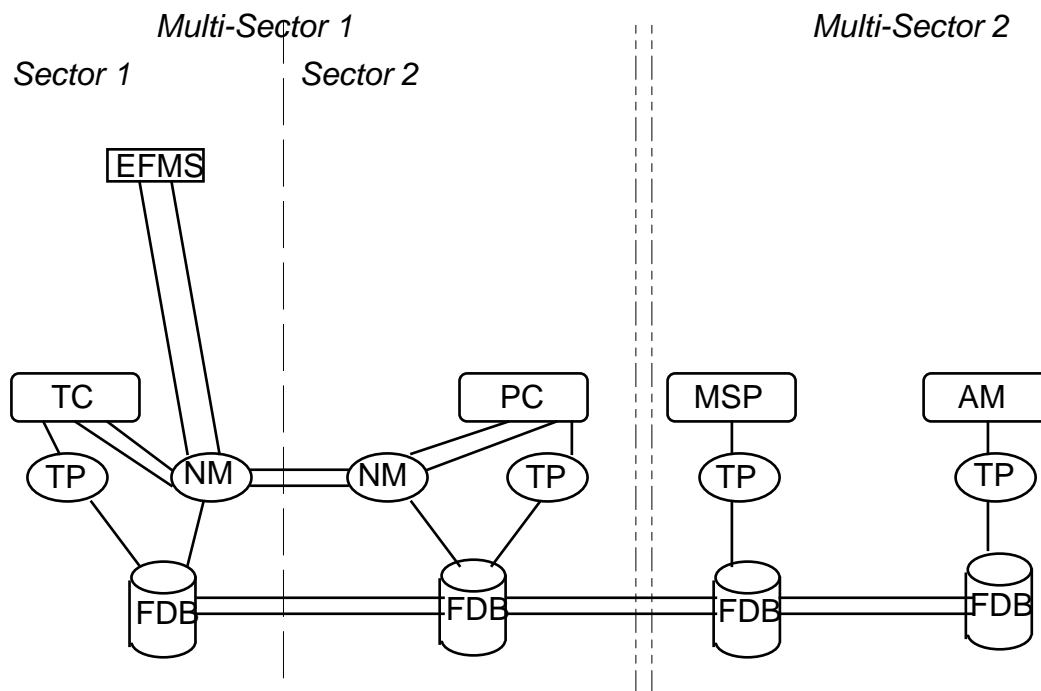 Multi-Sector 1 Multi-Sector 2
Sector 1 Sector 2
EFMS
TC PC MSP AM
TP NM NM TP TP TP
FDB FDB FDB FDB